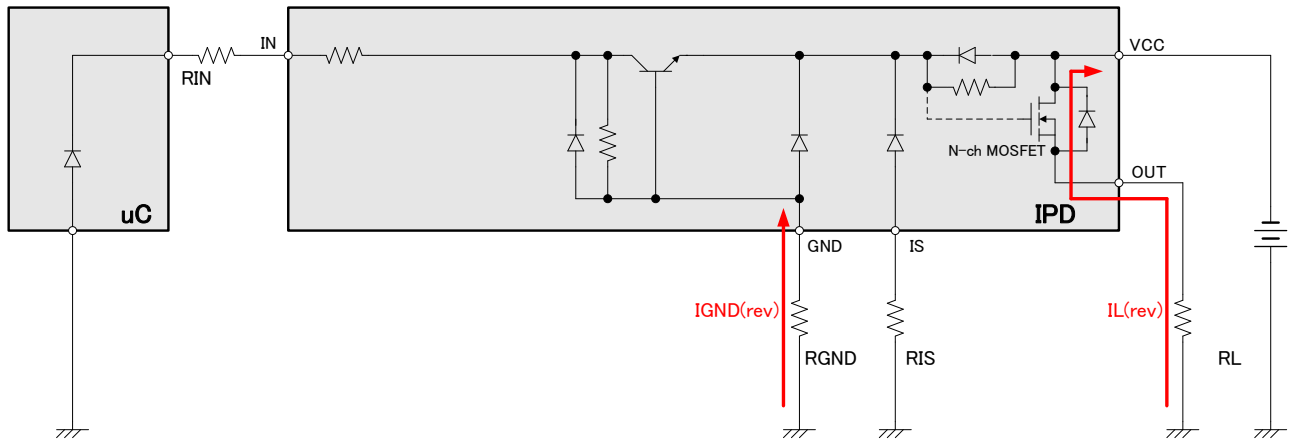 RIN
IN
VCC
N-ch MOSFET
OUT
uC
IPD
GND
IS
IGND(rev)
IL(rev)
RGND
RIS
RL